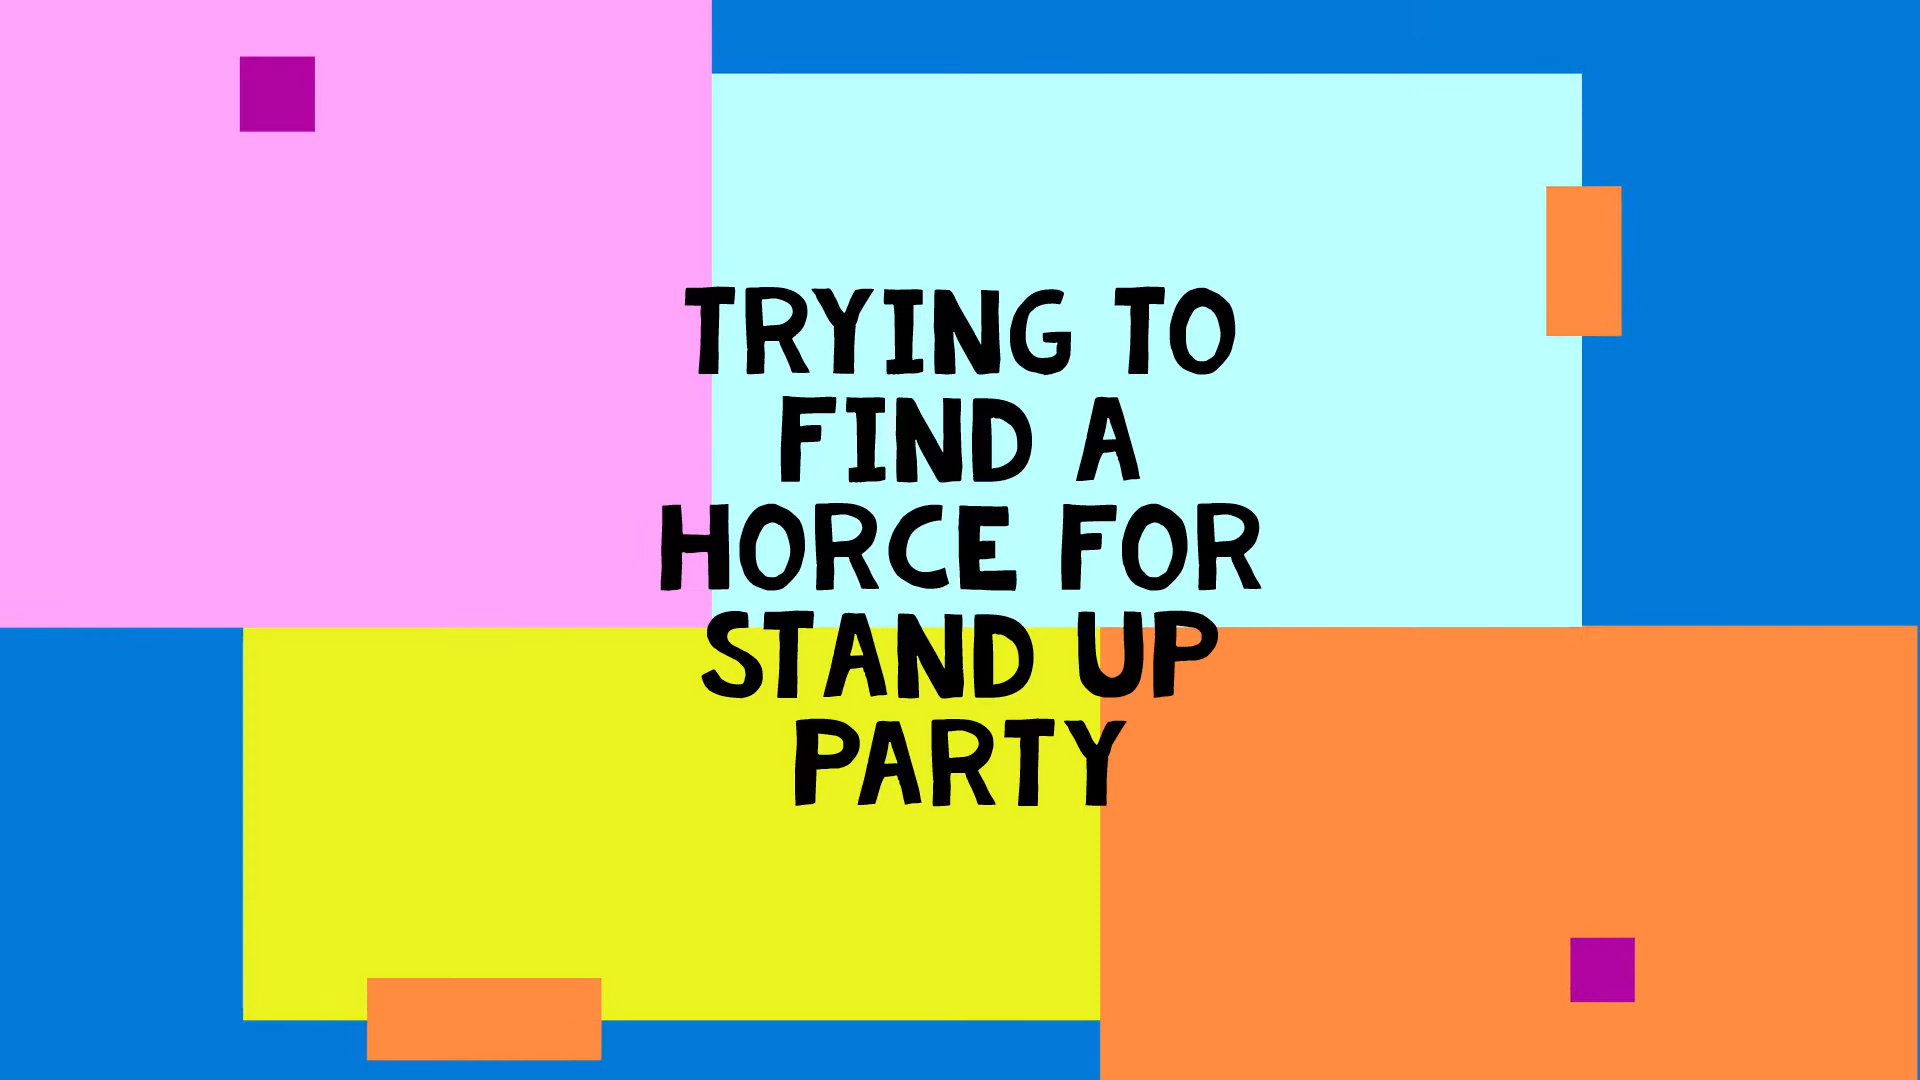 TRYING TO
FIND A
HORCE FOR
STAND UP
PARTY